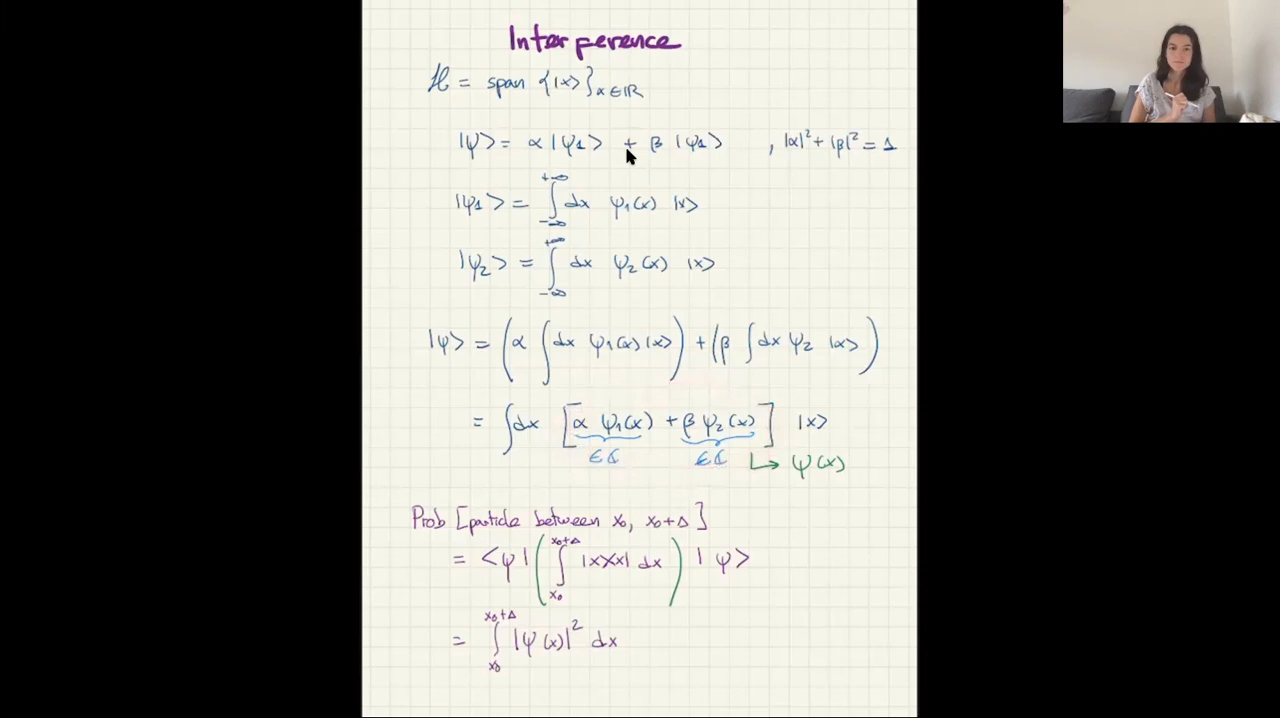 Interference
ℋ = span {|x>}x∈ℝ
|ψ> = α |ψ1> + β |ψ1> , |α|² + |β|² = 1
|ψ1> = ∫_{-∞}^{+∞} dx ψ1(x) |x>
|ψ2> = ∫_{-∞}^{+∞} dx ψ2(x) |x>
|ψ> = (α ∫ dx ψ1(x) |x>) + (β ∫ dx ψ2 |x>)
= ∫ dx [α ψ1(x) + β ψ2(x)] |x>
∈ℂ ∈ℂ ↳ ψ(x)
Prob [particle between x0, x0+Δ]
= <ψ| (∫_{x0}^{x0+Δ} |x><x| dx) |ψ>
= ∫_{x0}^{x0+Δ} |ψ(x)|² dx